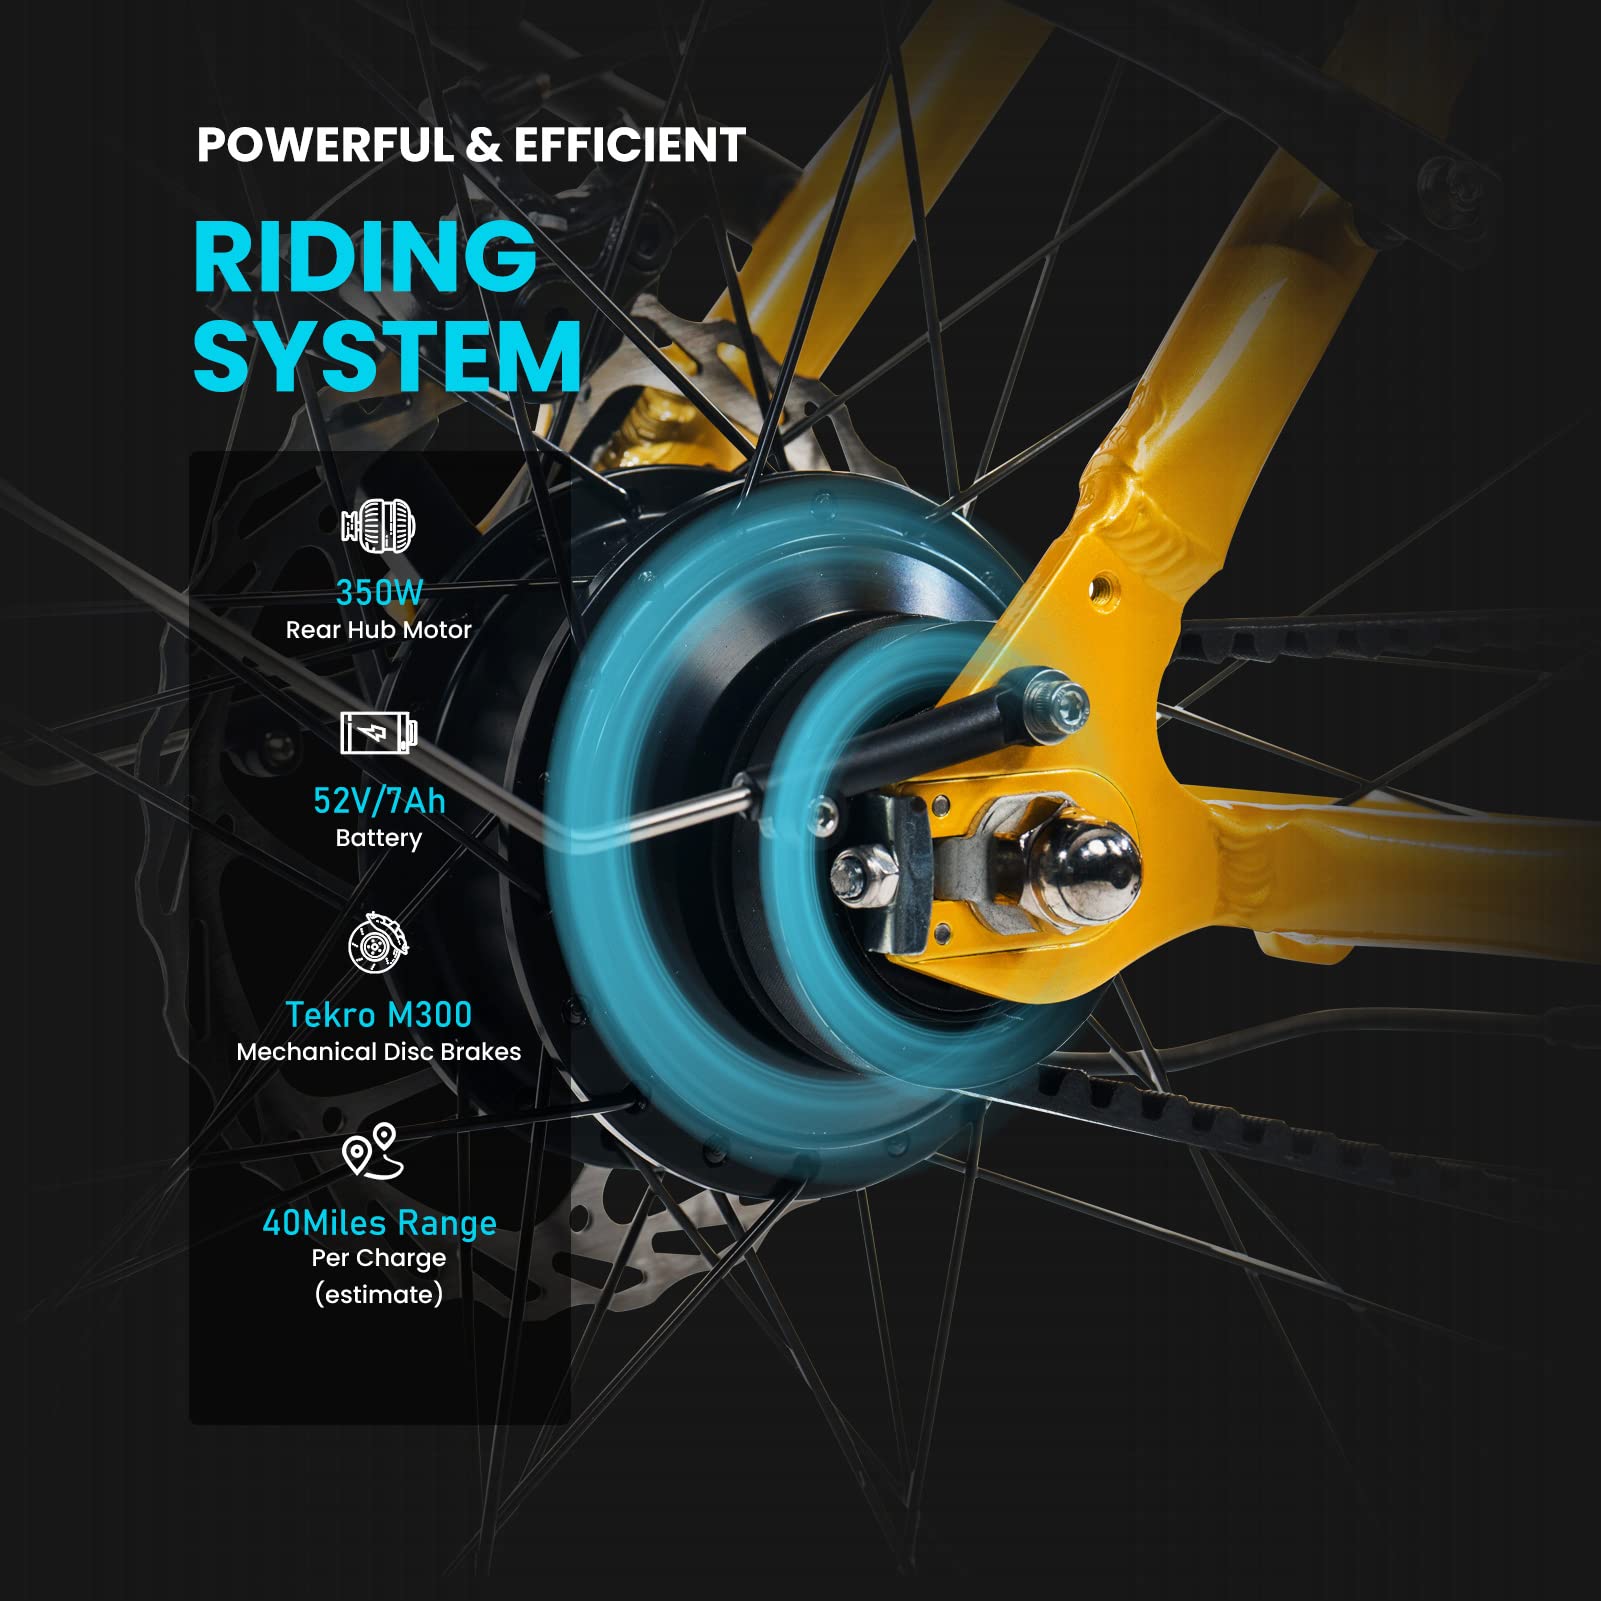 POWERFUL & EFFICIENT
RIDING
SYSTEM
350W
Rear Hub Motor
52V/7Ah
Battery
Tekro M300
Mechanical Disc Brakes
40Miles Range
Per Charge
(estimate)